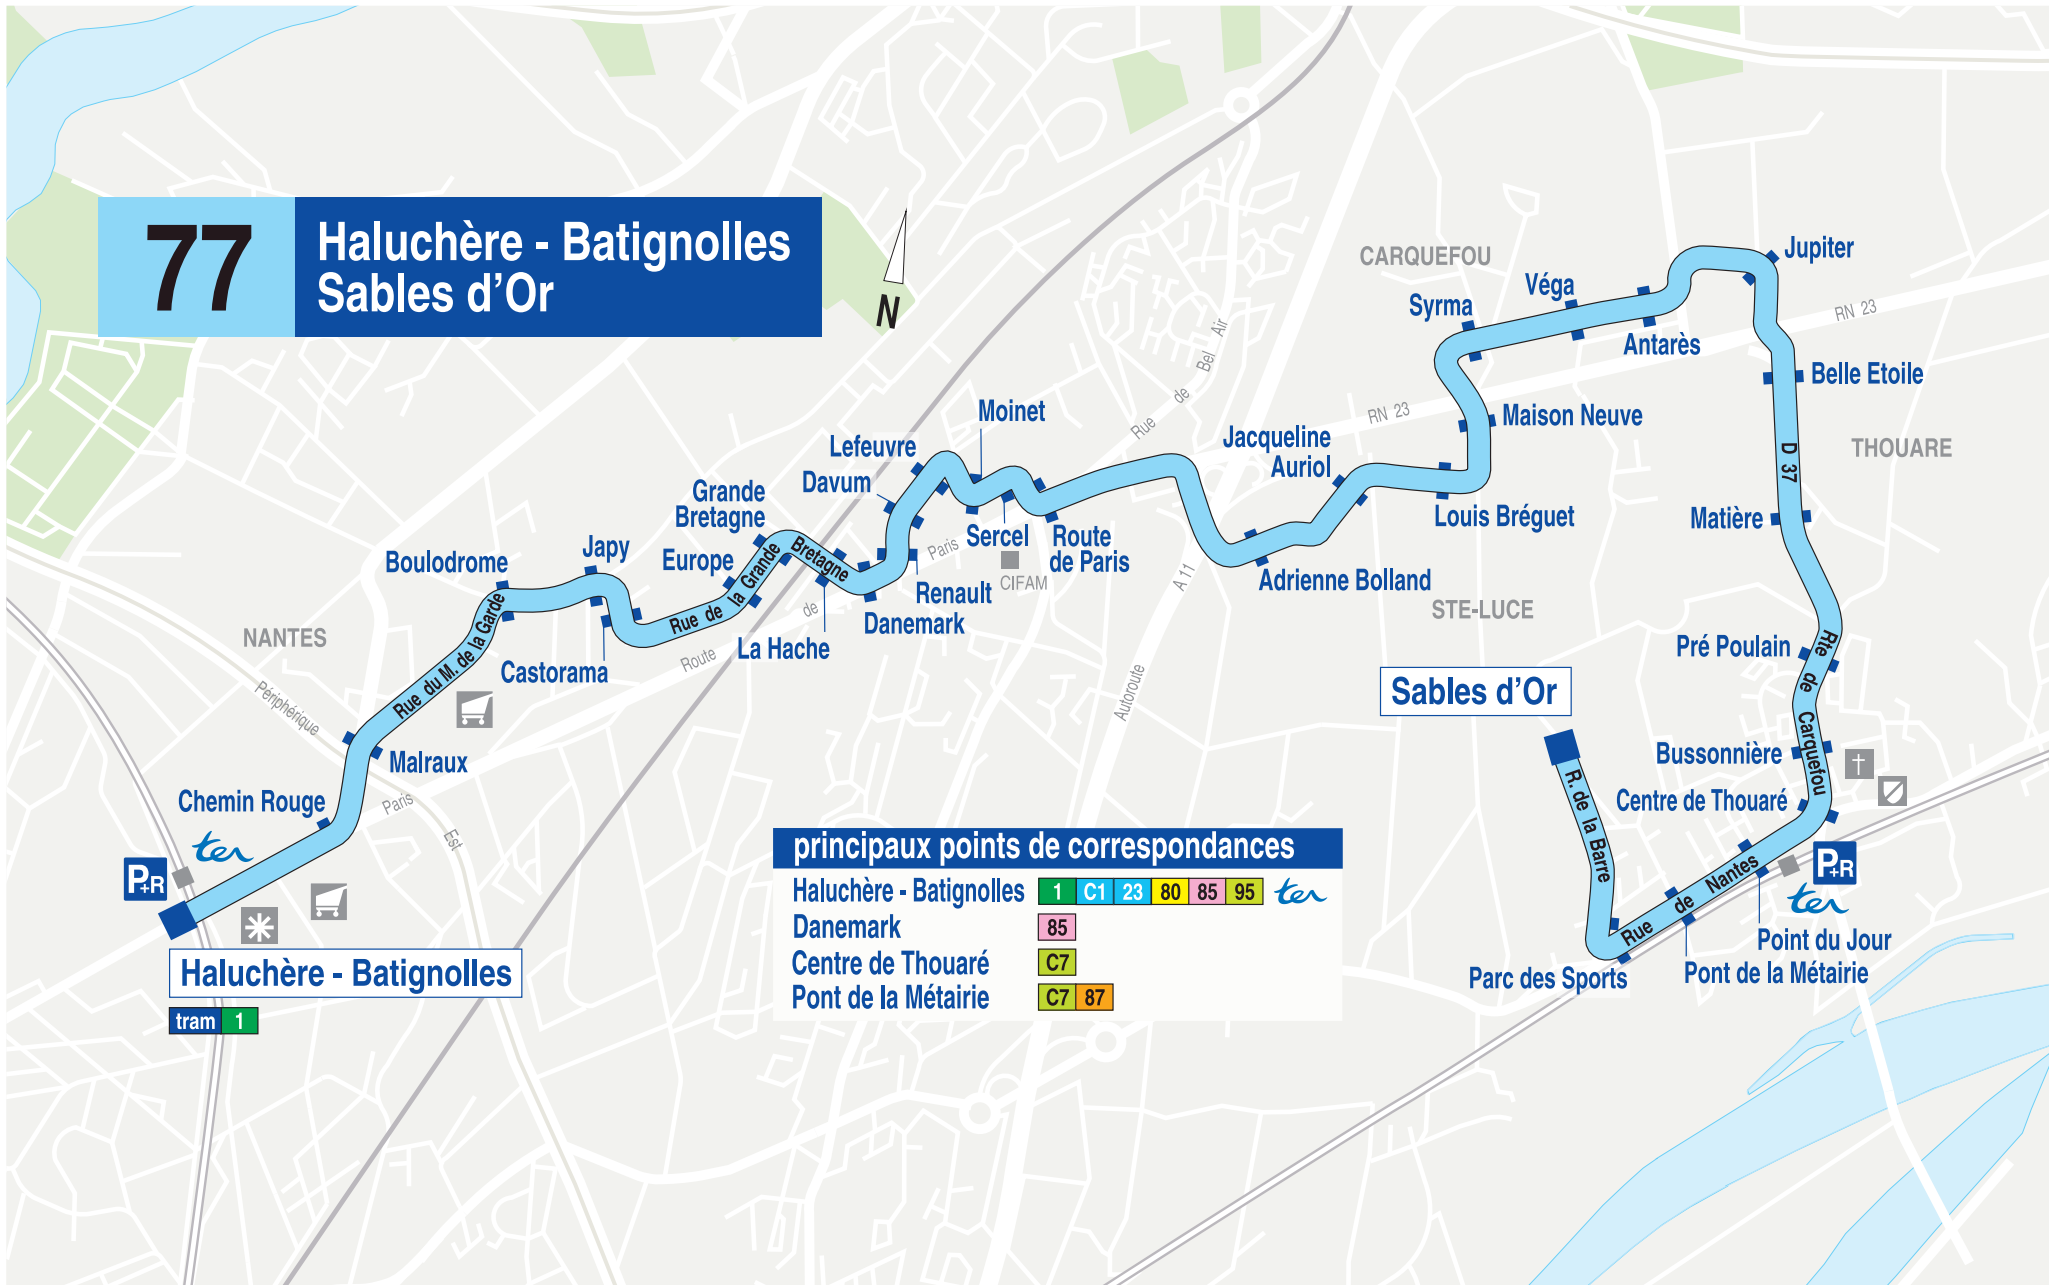 77
Haluchère - Batignolles
Sables d'Or
N
CARQUEFOU
Jupiter
Véga
Syrma
RN 23
Antarès
Belle Etoile
Rue de Bel Air
RN 23
Moinet
Maison Neuve
Jacqueline
Auriol
Lefeuvre
THOUARE
D 37
Davum
Grande
Bretagne
Louis Bréguet
Matière
Sercel
Route
de Paris
Boulodrome
Japy
Europe
Rue de la Grande Bretagne
Route de Paris
CIFAM
A 11
Adrienne Bolland
Renault
Danemark
STE-LUCE
NANTES
La Hache
Castorama
Rue du M. de la Garde
Pré Poulain
Rte de Carquefou
Sables d'Or
Périphérique Est
Autoroute
Malraux
Bussonnière
R. de la Barre
Chemin Rouge
Paris
Centre de Thouaré
ter
P+R
Rue de Nantes
P+R
ter
Point du Jour
Pont de la Métairie
Parc des Sports
Haluchère - Batignolles
tram 1
principaux points de correspondances
Haluchère - Batignolles 1 C1 23 80 85 95 ter
Danemark 85
Centre de Thouaré C7
Pont de la Métairie C7 87